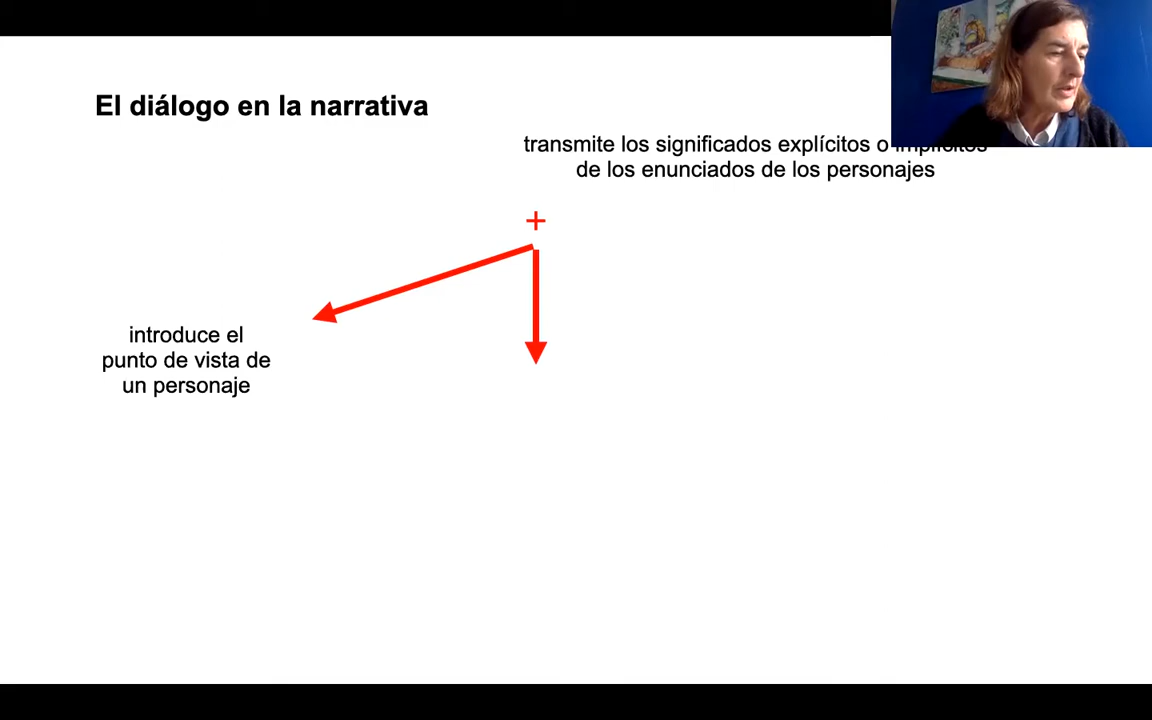 El diálogo en la narrativa
transmite los significados explícitos o implícitos
de los enunciados de los personajes
+
introduce el
punto de vista de
un personaje